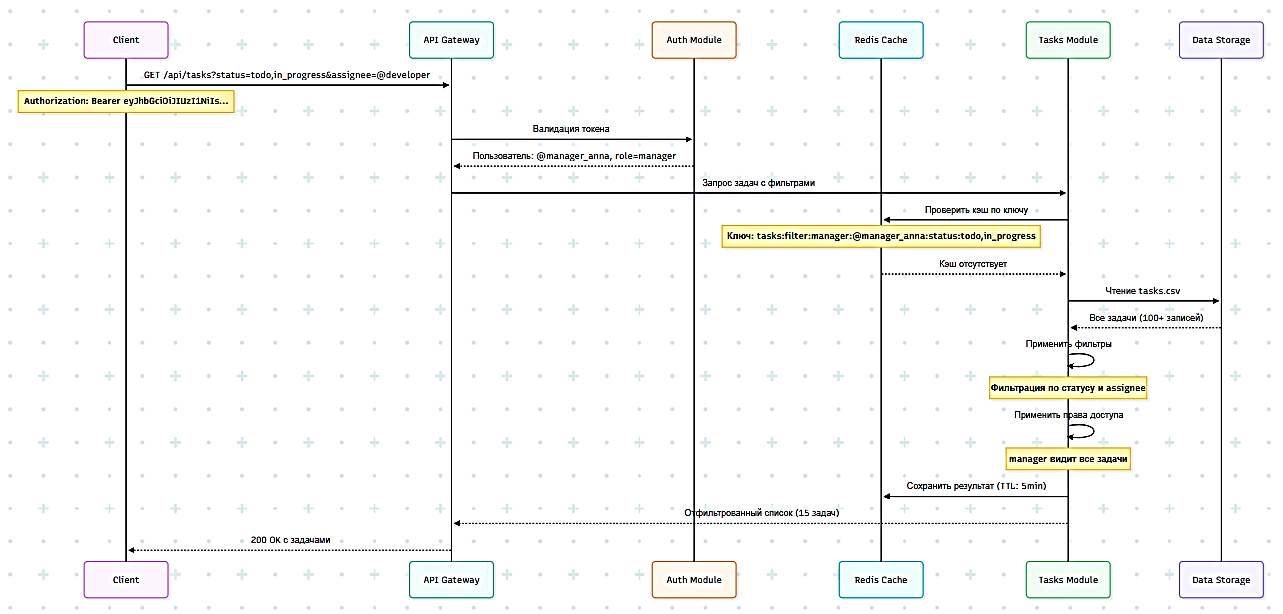 Client
API Gateway
Auth Module
Redis Cache
Tasks Module
Data Storage
GET /api/tasks?status=todo,in_progress&assignee=@developer
Authorization: Bearer eyJhbGciOiJIUzI1NiIs...
Валидация токена
Пользователь: @manager_anna, role=manager
Запрос задач с фильтрами
Проверить кэш по ключу
Ключ: tasks:filter:manager:@manager_anna:status:todo,in_progress
Кэш отсутствует
Чтение tasks.csv
Все задачи (100+ записей)
Применить фильтры
Фильтрация по статусу и assignee
Применить права доступа
manager видит все задачи
Сохранить результат (TTL: 5min)
Отфильтрованный список (15 задач)
200 OK с задачами
Client
API Gateway
Auth Module
Redis Cache
Tasks Module
Data Storage